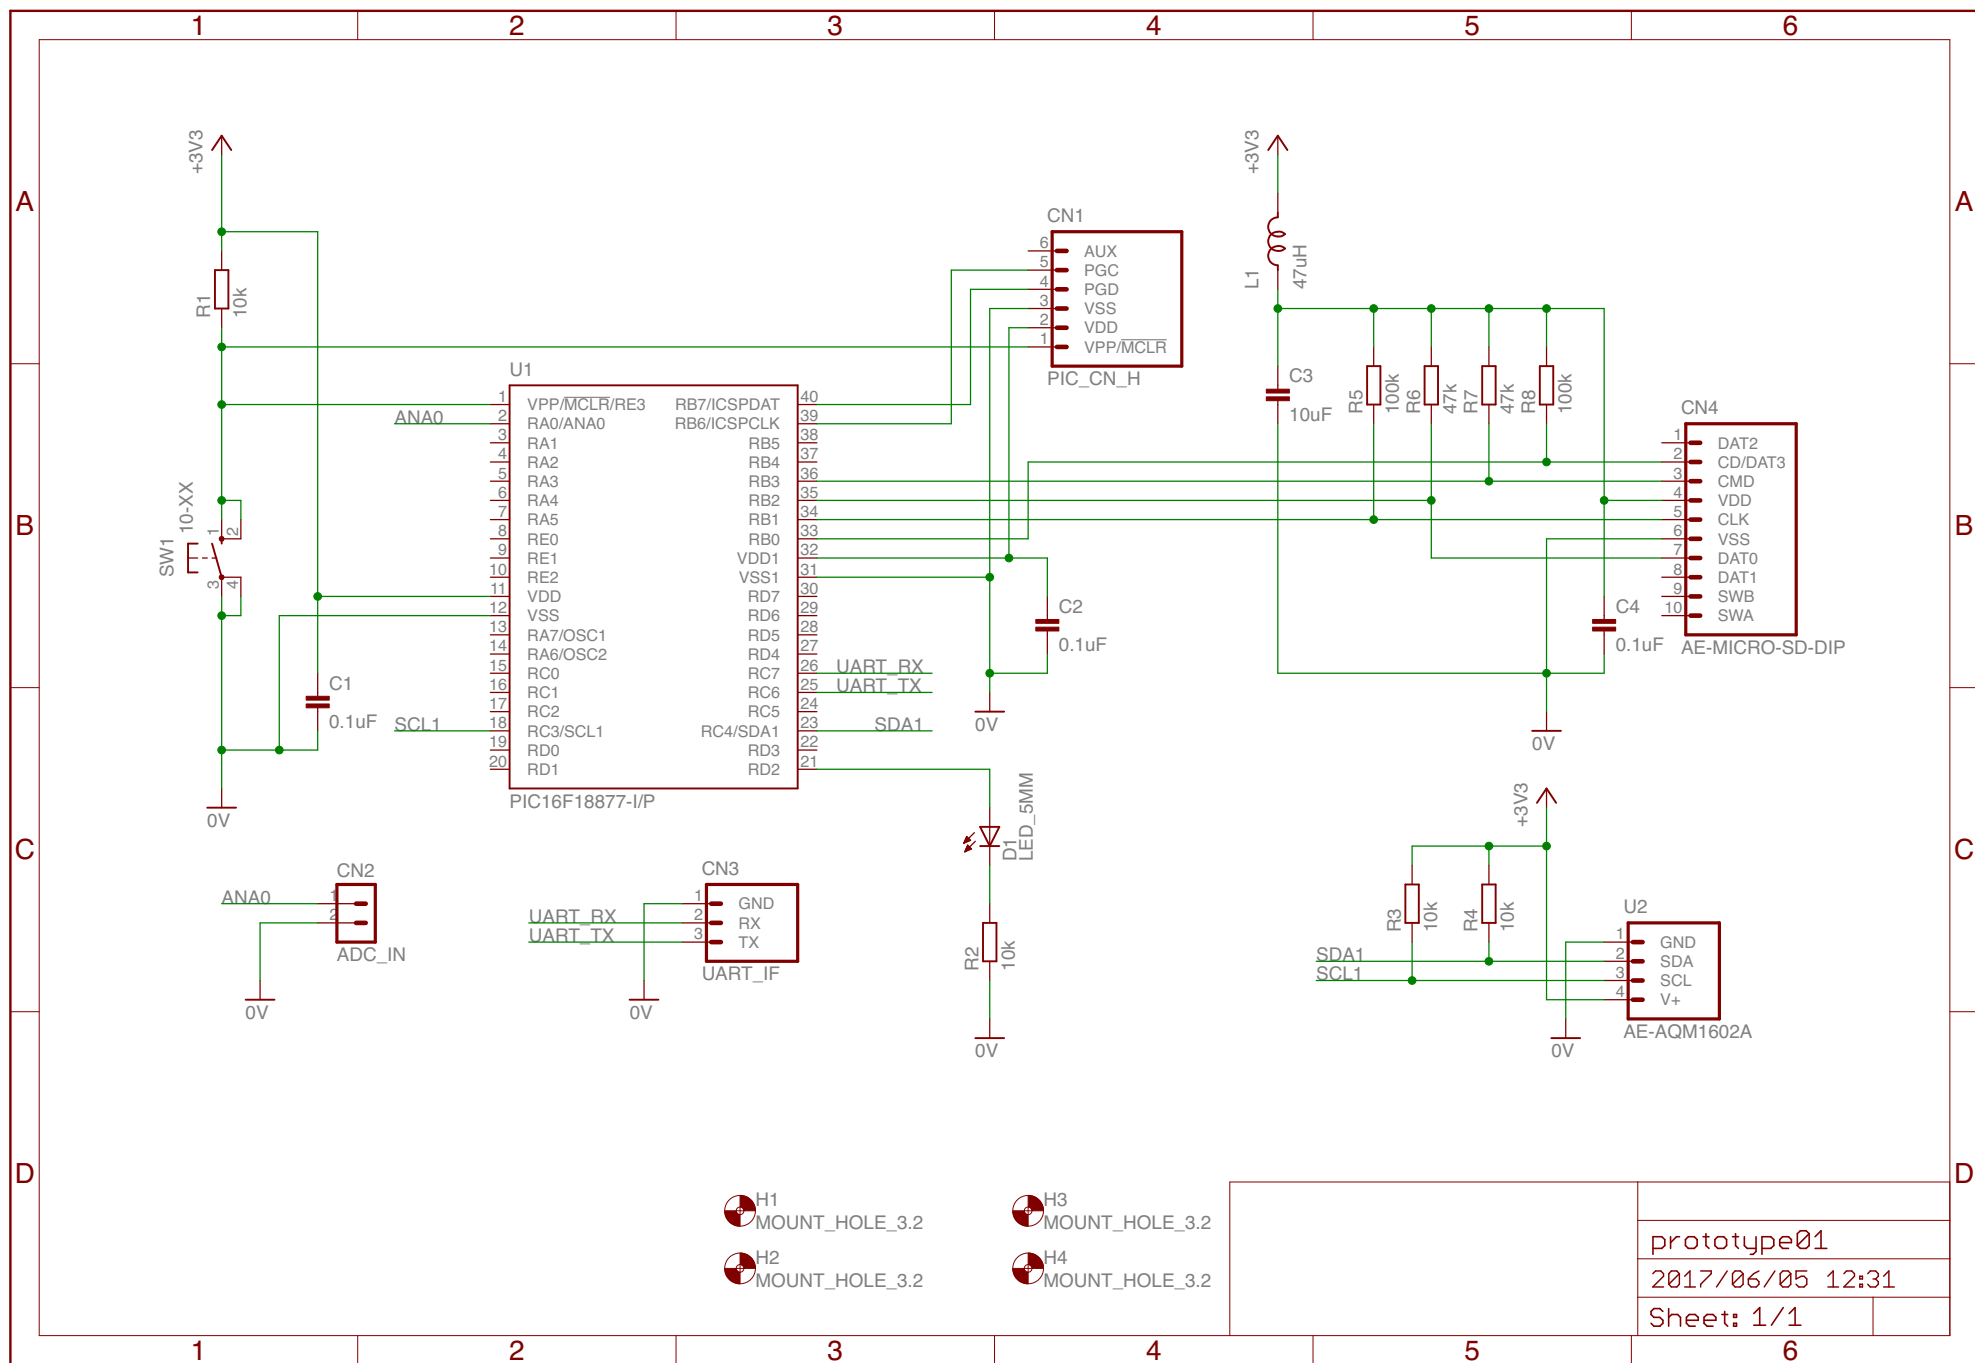 1 2 3 4 5 6
A A
B B
C C
D D
+3V3
R1
10k
SW1
10-XX
1
2
3
4
C1
0.1uF
0V
U1
1 VPP/MCLR/RE3
2 RA0/ANA0
3 RA1
4 RA2
5 RA3
6 RA4
7 RA5
8 RE0
9 RE1
10 RE2
11 VDD
12 VSS
13 RA7/OSC1
14 RA6/OSC2
15 RC0
16 RC1
17 RC2
18 RC3/SCL1
19 RD0
20 RD1
RB7/ICSPDAT 40
RB6/ICSPCLK 39
RB5 38
RB4 37
RB3 36
RB2 35
RB1 34
RB0 33
VDD1 32
VSS1 31
RD7 30
RD6 29
RD5 28
RD4 27
RC7 26
RC6 25
RC5 24
RC4/SDA1 23
RD3 22
RD2 21
PIC16F18877-I/P
ANA0
SCL1
UART_RX
UART_TX
SDA1
CN1
6 AUX
5 PGC
4 PGD
3 VSS
2 VDD
1 VPP/MCLR
PIC_CN_H
C2
0.1uF
0V
D1
LED_5MM
R2
10k
0V
+3V3
L1
47uH
C3
10uF
R5
100k
R6
47k
R7
47k
R8
100k
CN4
1 DAT2
2 CD/DAT3
3 CMD
4 VDD
5 CLK
6 VSS
7 DAT0
8 DAT1
9 SWB
10 SWA
AE-MICRO-SD-DIP
C4
0.1uF
0V
CN2
ANA0
1
2
ADC_IN
0V
CN3
UART_RX
UART_TX
1 GND
2 RX
3 TX
UART_IF
0V
+3V3
R3
10k
R4
10k
SDA1
SCL1
U2
1 GND
2 SDA
3 SCL
4 V+
AE-AQM1602A
0V
H1
MOUNT_HOLE_3.2
H2
MOUNT_HOLE_3.2
H3
MOUNT_HOLE_3.2
H4
MOUNT_HOLE_3.2
prototype01
2017/06/05 12:31
Sheet: 1/1
1 2 3 4 5 6